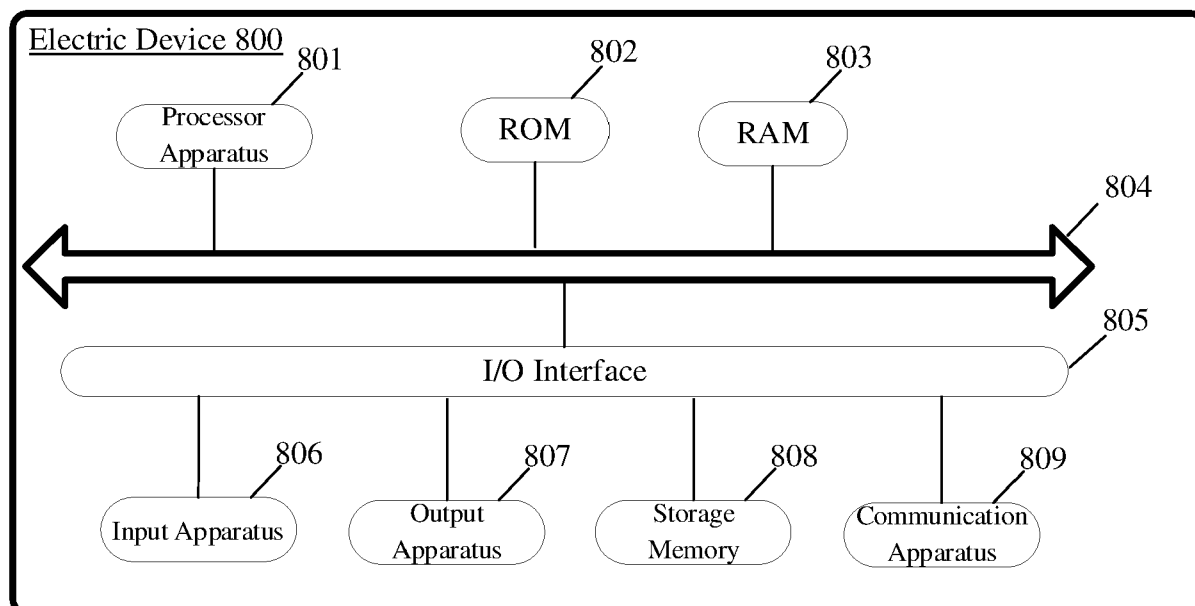 Electric Device 800
801
802
803
Processor
Apparatus
ROM
RAM
804
805
I/O Interface
806
807
808
809
Input Apparatus
Output
Apparatus
Storage
Memory
Communication
Apparatus